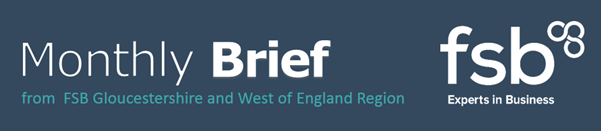 Monthly Brief
from FSB Gloucestershire and West of England Region
fsb
Experts in Business